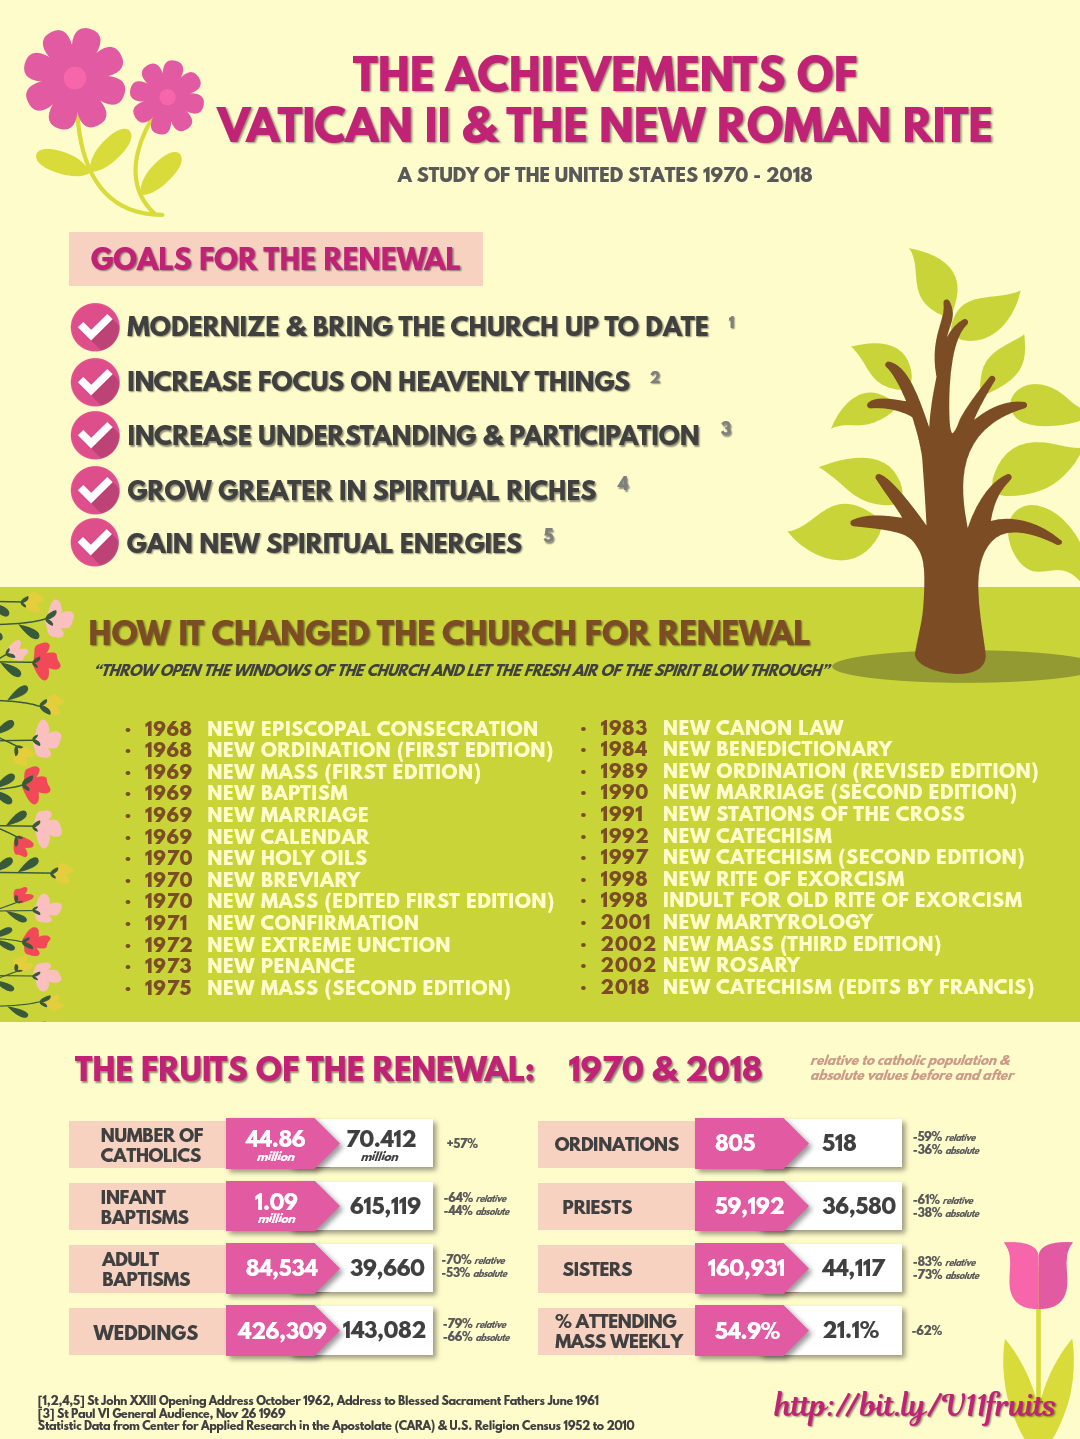 THE ACHIEVEMENTS OF
VATICAN II & THE NEW ROMAN RITE
A STUDY OF THE UNITED STATES 1970 - 2018
GOALS FOR THE RENEWAL
MODERNIZE & BRING THE CHURCH UP TO DATE 1
INCREASE FOCUS ON HEAVENLY THINGS 2
INCREASE UNDERSTANDING & PARTICIPATION 3
GROW GREATER IN SPIRITUAL RICHES 4
GAIN NEW SPIRITUAL ENERGIES 5
HOW IT CHANGED THE CHURCH FOR RENEWAL
“THROW OPEN THE WINDOWS OF THE CHURCH AND LET THE FRESH AIR OF THE SPIRIT BLOW THROUGH”
• 1968 NEW EPISCOPAL CONSECRATION
• 1968 NEW ORDINATION (FIRST EDITION)
• 1969 NEW MASS (FIRST EDITION)
• 1969 NEW BAPTISM
• 1969 NEW MARRIAGE
• 1969 NEW CALENDAR
• 1970 NEW HOLY OILS
• 1970 NEW BREVIARY
• 1970 NEW MASS (EDITED FIRST EDITION)
• 1971 NEW CONFIRMATION
• 1972 NEW EXTREME UNCTION
• 1973 NEW PENANCE
• 1975 NEW MASS (SECOND EDITION)
• 1983 NEW CANON LAW
• 1984 NEW BENEDICTIONARY
• 1989 NEW ORDINATION (REVISED EDITION)
• 1990 NEW MARRIAGE (SECOND EDITION)
• 1991 NEW STATIONS OF THE CROSS
• 1992 NEW CATECHISM
• 1997 NEW CATECHISM (SECOND EDITION)
• 1998 NEW RITE OF EXORCISM
• 1998 INDULT FOR OLD RITE OF EXORCISM
• 2001 NEW MARTYROLOGY
• 2002 NEW MASS (THIRD EDITION)
• 2002 NEW ROSARY
• 2018 NEW CATECHISM (EDITS BY FRANCIS)
THE FRUITS OF THE RENEWAL: 1970 & 2018
relative to catholic population &
absolute values before and after
NUMBER OF
CATHOLICS
44.86
million
70.412
million
+57%
INFANT
BAPTISMS
1.09
million
615,119
-64% relative
-44% absolute
ADULT
BAPTISMS
84,534
39,660
-70% relative
-53% absolute
WEDDINGS
426,309
143,082
-79% relative
-66% absolute
ORDINATIONS
805
518
-59% relative
-36% absolute
PRIESTS
59,192
36,580
-61% relative
-38% absolute
SISTERS
160,931
44,117
-83% relative
-73% absolute
% ATTENDING
MASS WEEKLY
54.9%
21.1%
-62%
[1,2,4,5] St John XXIII Opening Address October 1962, Address to Blessed Sacrament Fathers June 1961
[3] St Paul VI General Audience, Nov 26 1969
Statistic Data from Center for Applied Research in the Apostolate (CARA) & U.S. Religion Census 1952 to 2010
http://bit.ly/V11fruits